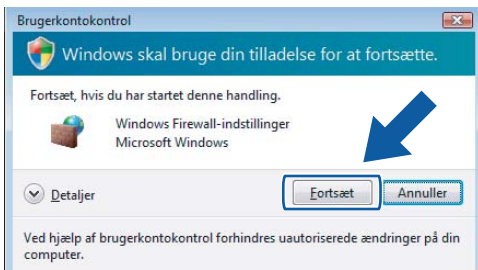 Brugerkontokontrol
Windows skal bruge din tilladelse for at fortsætte.
Fortsæt, hvis du har startet denne handling.
Windows Firewall-indstillinger
Microsoft Windows
Detaljer
Fortsæt
Annuller
Ved hjælp af brugerkontokontrol forhindres uautoriserede ændringer på din
computer.